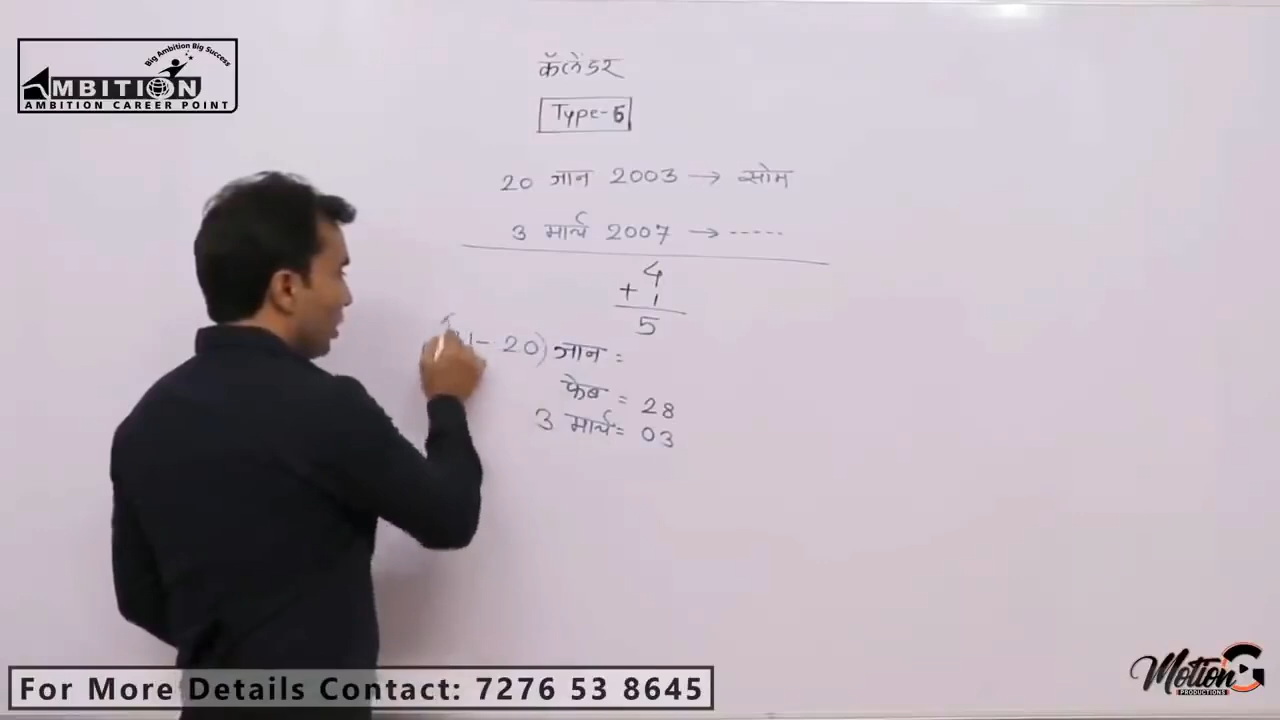 Big Ambition Big Success
AMBITION
AMBITION CAREER POINT
कॅलेंडर
Type-5
20 जान 2003 → सोम
3 मार्च 2007 → -----
4
+ 1
5
1 - 20) जान =
फेब = 28
3 मार्च = 03
For More Details Contact: 7276 53 8645
Motion G
PRODUCTIONS